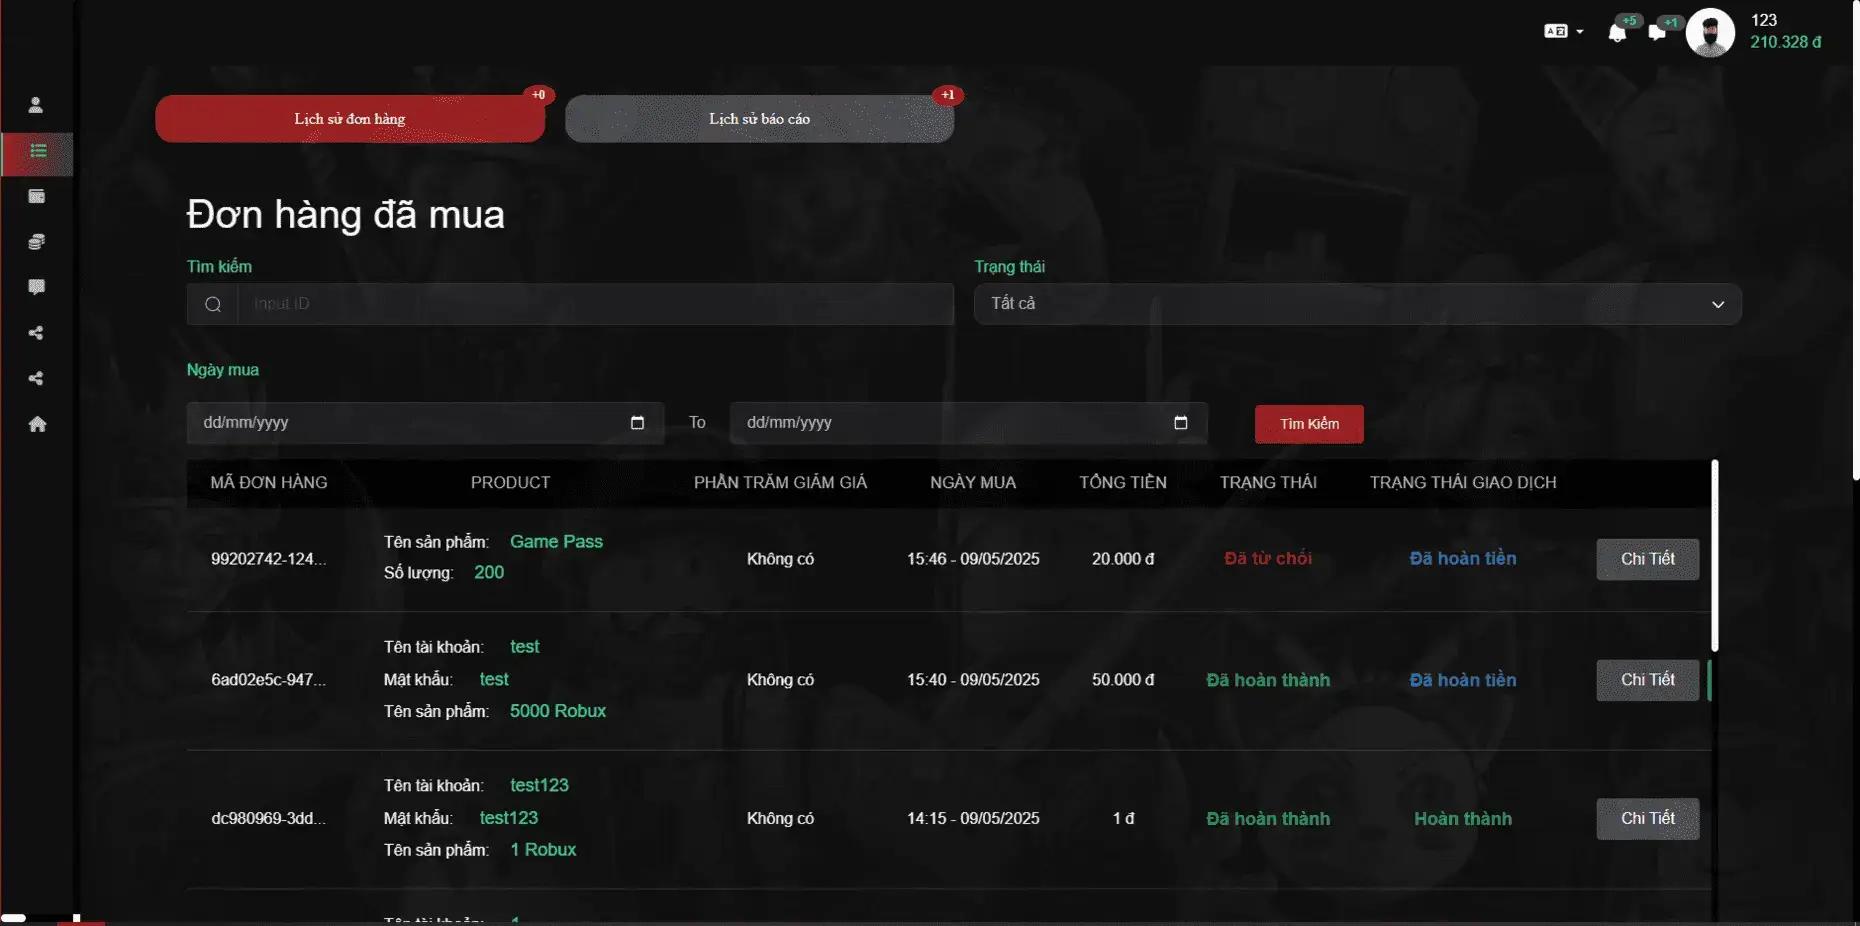 +5
+1
123
210.328 đ
Lịch sử đơn hàng
+0
Lịch sử báo cáo
+1
Đơn hàng đã mua
Tìm kiếm
Trạng thái
Input ID
Tất cả
Ngày mua
dd/mm/yyyy
To
dd/mm/yyyy
Tìm Kiếm
MÃ ĐƠN HÀNG PRODUCT PHẦN TRĂM GIẢM GIÁ NGÀY MUA TỔNG TIỀN TRẠNG THÁI TRẠNG THÁI GIAO DỊCH
Tên sản phẩm: Game Pass
99202742-124... Không có 15:46 - 09/05/2025 20.000 đ Đã từ chối Đã hoàn tiền Chi Tiết
Số lượng: 200
Tên tài khoản: test
6ad02e5c-947... Mật khẩu: test Không có 15:40 - 09/05/2025 50.000 đ Đã hoàn thành Đã hoàn tiền Chi Tiết
Tên sản phẩm: 5000 Robux
Tên tài khoản: test123
dc980969-3dd... Mật khẩu: test123 Không có 14:15 - 09/05/2025 1 đ Đã hoàn thành Hoàn thành Chi Tiết
Tên sản phẩm: 1 Robux